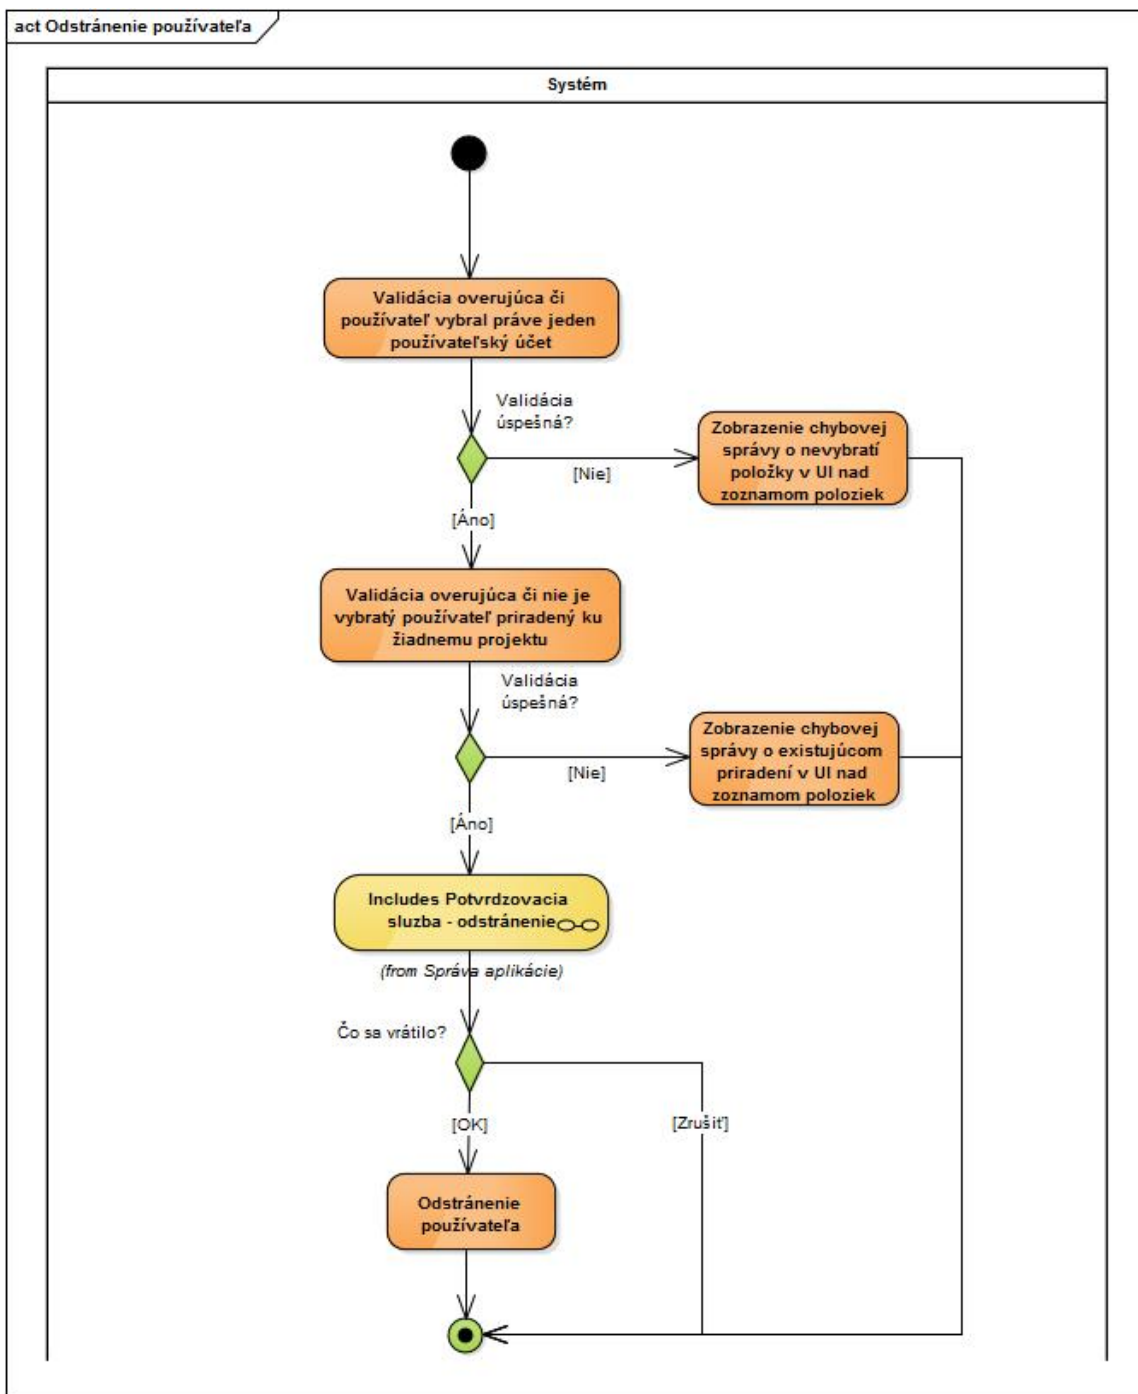 act Odstránenie používateľa
Systém
Validácia overujúca či
používateľ vybral práve jeden
používateľský účet
Validácia
úspešná?
[Nie]
Zobrazenie chybovej
správy o nevybratí
položky v UI nad
zoznamom poloziek
[Áno]
Validácia overujúca či nie je
vybratý používateľ priradený ku
žiadnemu projektu
Validácia
úspešná?
[Nie]
Zobrazenie chybovej
správy o existujúcom
priradení v UI nad
zoznamom poloziek
[Áno]
Includes Potvrdzovacia
sluzba - odstránenie
(from Správa aplikácie)
Čo sa vrátilo?
[OK]
[Zrušiť]
Odstránenie
používateľa